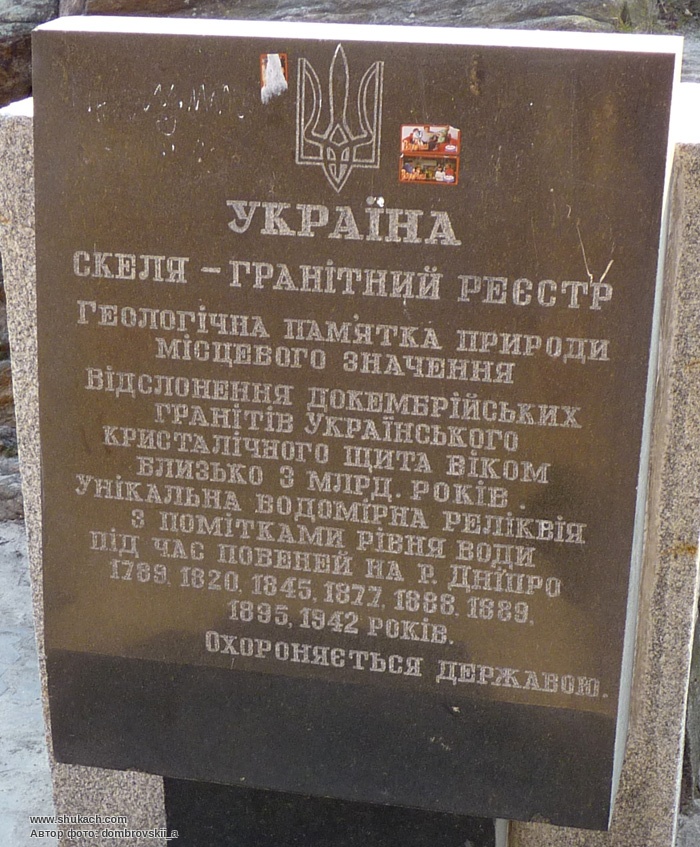 УКРАЇНА
СКЕЛЯ – ГРАНІТНИЙ РЕЄСТР
ГЕОЛОГІЧНА ПАМ'ЯТКА ПРИРОДИ
МІСЦЕВОГО ЗНАЧЕННЯ
ВІДСЛОНЕННЯ ДОКЕМБРІЙСЬКИХ
ГРАНІТІВ УКРАЇНСЬКОГО
КРИСТАЛІЧНОГО ЩИТА ВІКОМ
БЛИЗЬКО 3 МЛРД. РОКІВ.
УНІКАЛЬНА ВОДОМІРНА РЕЛІКВІЯ
З ПОМІТКАМИ РІВНЯ ВОДИ
ПІД ЧАС ПОВЕНЕЙ НА Р. ДНІПРО
1789, 1820, 1845, 1877, 1888, 1889,
1895, 1942 РОКІВ.
ОХОРОНЯЄТЬСЯ ДЕРЖАВОЮ.
www.shukach.com
Автор фото: dombrovskii_a